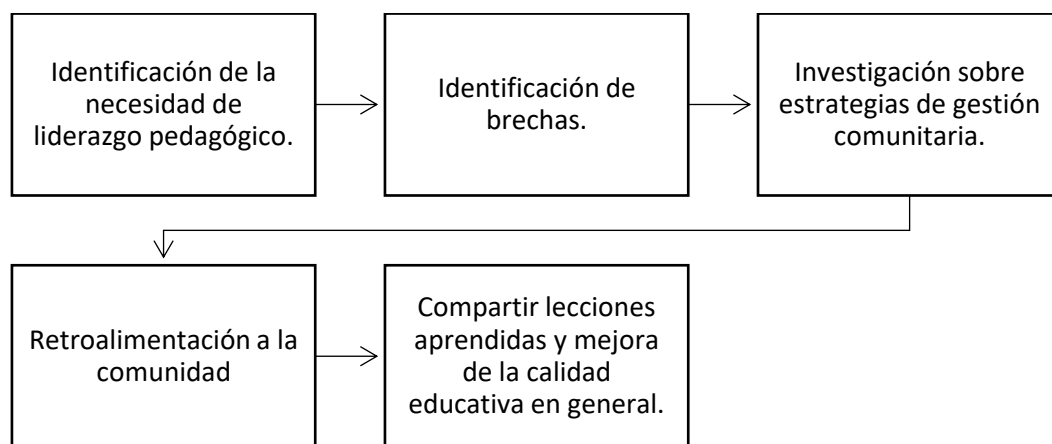 Identificación de la
necesidad de
liderazgo pedagógico.
Identificación de
brechas.
Investigación sobre
estrategias de gestión
comunitaria.
Retroalimentación a la
comunidad
Compartir lecciones
aprendidas y mejora
de la calidad
educativa en general.